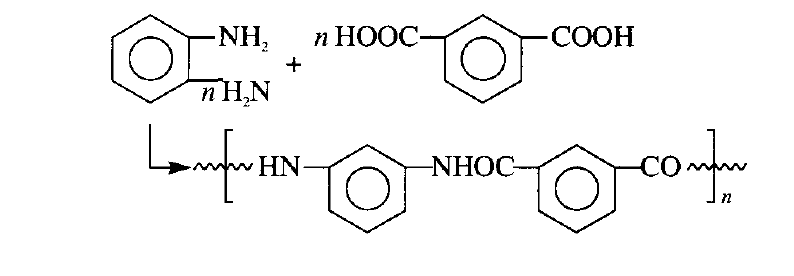 NH₂ + n HOOC COOH
n H₂N
[ HN NHOC CO ]n